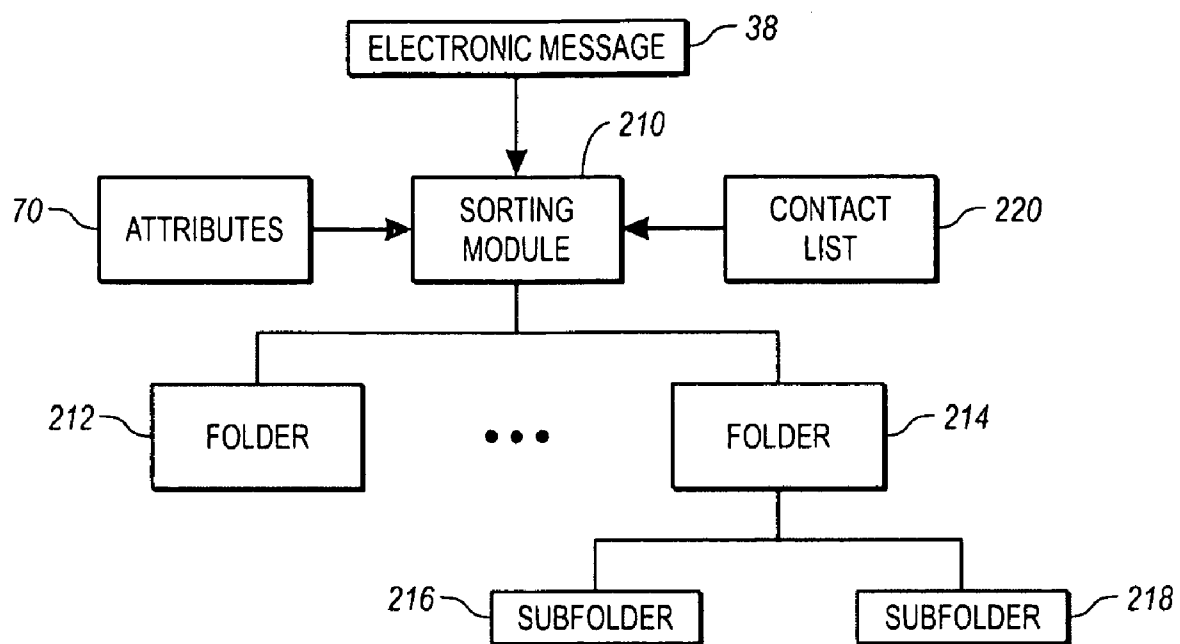 ELECTRONIC MESSAGE
38
210
70
ATTRIBUTES
SORTING
MODULE
CONTACT
LIST
220
212
FOLDER
FOLDER
214
216
SUBFOLDER
SUBFOLDER
218